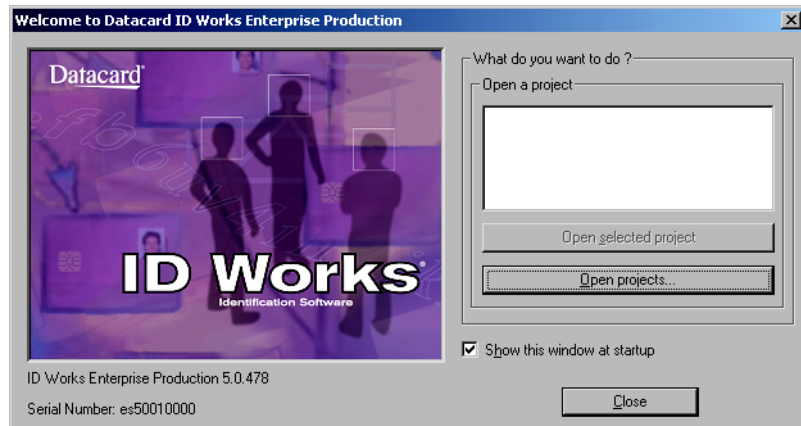 Welcome to Datacard ID Works Enterprise Production
Datacard®
ID Works®
Identification Software
ID Works Enterprise Production 5.0.478
Serial Number: es50010000
What do you want to do ?
Open a project
Open selected project
Open projects...
Show this window at startup
Close